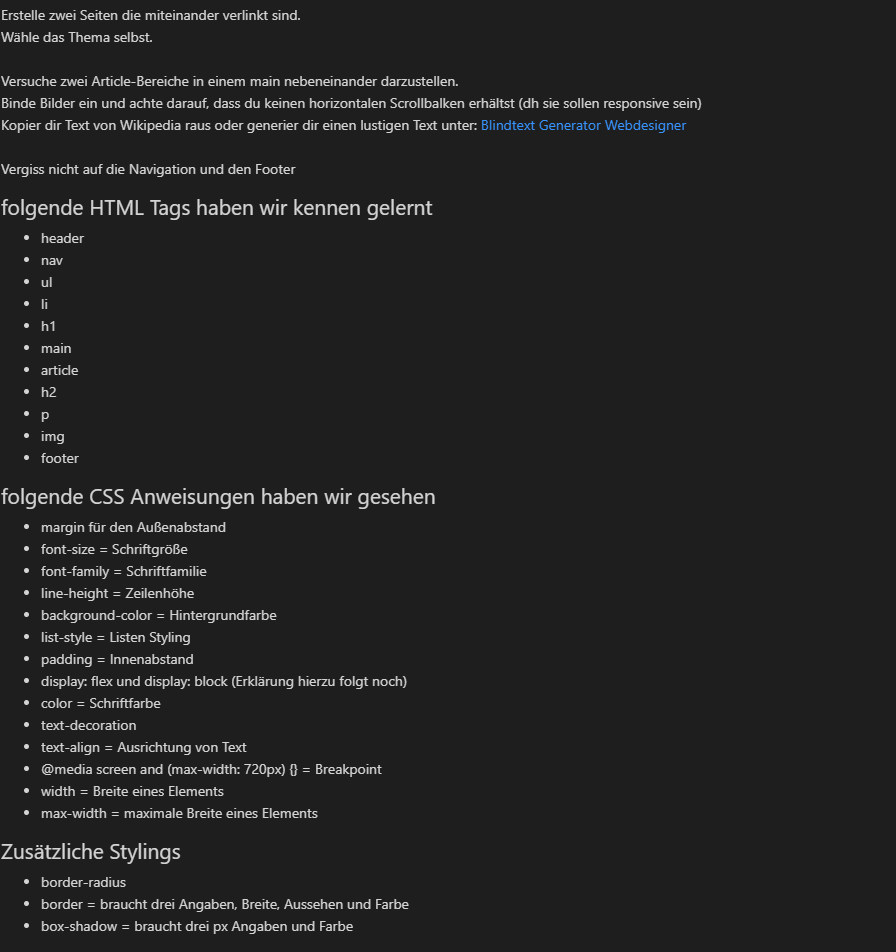 Erstelle zwei Seiten die miteinander verlinkt sind.
Wähle das Thema selbst.
Versuche zwei Article-Bereiche in einem main nebeneinander darzustellen.
Binde Bilder ein und achte darauf, dass du keinen horizontalen Scrollbalken erhältst (dh sie sollen responsive sein)
Kopier dir Text von Wikipedia raus oder generier dir einen lustigen Text unter: Blindtext Generator Webdesigner
Vergiss nicht auf die Navigation und den Footer
folgende HTML Tags haben wir kennen gelernt
• header
• nav
• ul
• li
• h1
• main
• article
• h2
• p
• img
• footer
folgende CSS Anweisungen haben wir gesehen
• margin für den Außenabstand
• font-size = Schriftgröße
• font-family = Schriftfamilie
• line-height = Zeilenhöhe
• background-color = Hintergrundfarbe
• list-style = Listen Styling
• padding = Innenabstand
• display: flex und display: block (Erklärung hierzu folgt noch)
• color = Schriftfarbe
• text-decoration
• text-align = Ausrichtung von Text
• @media screen and (max-width: 720px) {} = Breakpoint
• width = Breite eines Elements
• max-width = maximale Breite eines Elements
Zusätzliche Stylings
• border-radius
• border = braucht drei Angaben, Breite, Aussehen und Farbe
• box-shadow = braucht drei px Angaben und Farbe